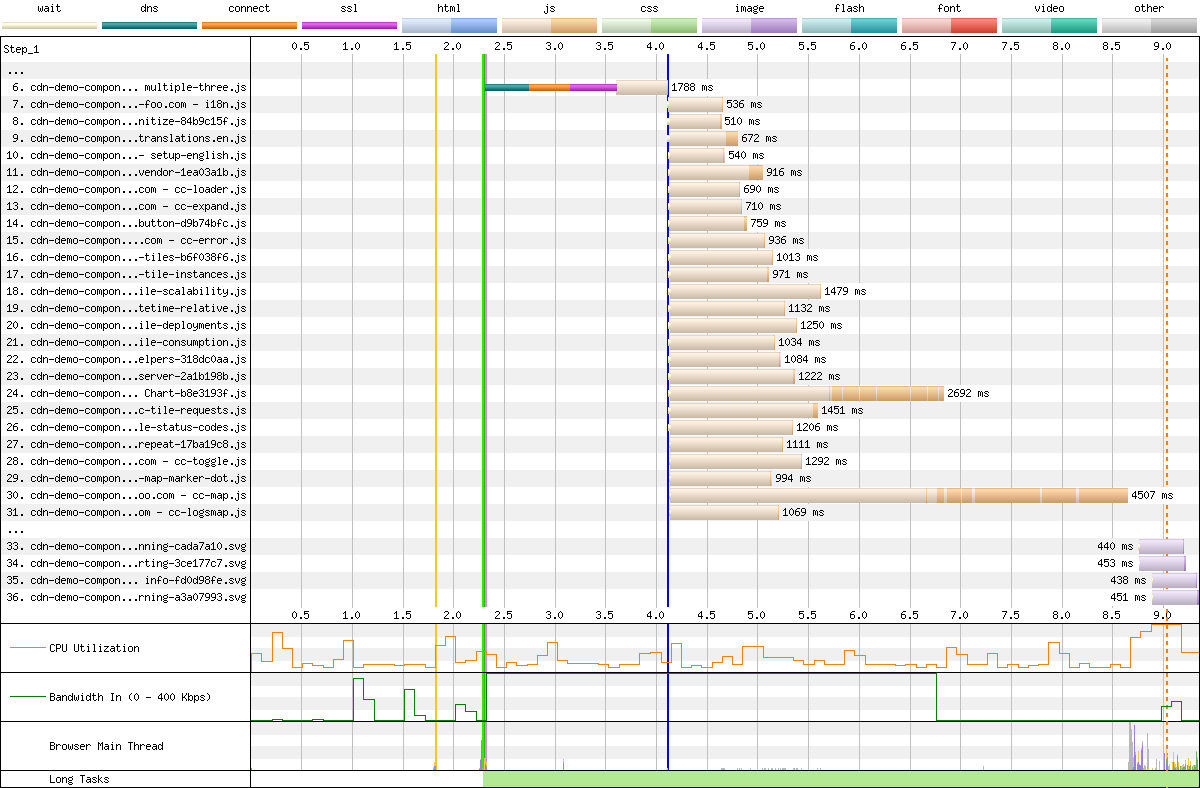 wait dns connect ssl html js css image flash font video other
Step_1 0.5 1.0 1.5 2.0 2.5 3.0 3.5 4.0 4.5 5.0 5.5 6.0 6.5 7.0 7.5 8.0 8.5 9.0
...
6. cdn-demo-compon... multiple-three.js 1788 ms
7. cdn-demo-compon...-foo.com - i18n.js 536 ms
8. cdn-demo-compon...nitize-84b9c15f.js 510 ms
9. cdn-demo-compon...translations.en.js 672 ms
10. cdn-demo-compon...- setup-english.js 540 ms
11. cdn-demo-compon...vendor-1ea03a1b.js 916 ms
12. cdn-demo-compon...com - cc-loader.js 690 ms
13. cdn-demo-compon...com - cc-expand.js 710 ms
14. cdn-demo-compon...button-d9b74bfc.js 759 ms
15. cdn-demo-compon....com - cc-error.js 936 ms
16. cdn-demo-compon...-tiles-b6f038f6.js 1013 ms
17. cdn-demo-compon...-tile-instances.js 971 ms
18. cdn-demo-compon...ile-scalability.js 1479 ms
19. cdn-demo-compon...tetime-relative.js 1132 ms
20. cdn-demo-compon...ile-deployments.js 1250 ms
21. cdn-demo-compon...ile-consumption.js 1034 ms
22. cdn-demo-compon...elpers-318dc0aa.js 1084 ms
23. cdn-demo-compon...server-2a1b198b.js 1222 ms
24. cdn-demo-compon... Chart-b8e3193f.js 2692 ms
25. cdn-demo-compon...c-tile-requests.js 1451 ms
26. cdn-demo-compon...le-status-codes.js 1206 ms
27. cdn-demo-compon...repeat-17ba19c8.js 1111 ms
28. cdn-demo-compon...com - cc-toggle.js 1292 ms
29. cdn-demo-compon...-map-marker-dot.js 994 ms
30. cdn-demo-compon...oo.com - cc-map.js 4507 ms
31. cdn-demo-compon...om - cc-logsmap.js 1069 ms
...
33. cdn-demo-compon...nning-cada7a10.svg 440 ms
34. cdn-demo-compon...rting-3ce177c7.svg 453 ms
35. cdn-demo-compon... info-fd0d98fe.svg 438 ms
36. cdn-demo-compon...rning-a3a07993.svg 451 ms
0.5 1.0 1.5 2.0 2.5 3.0 3.5 4.0 4.5 5.0 5.5 6.0 6.5 7.0 7.5 8.0 8.5 9.0
CPU Utilization
Bandwidth In (0 - 400 Kbps)
Browser Main Thread
Long Tasks